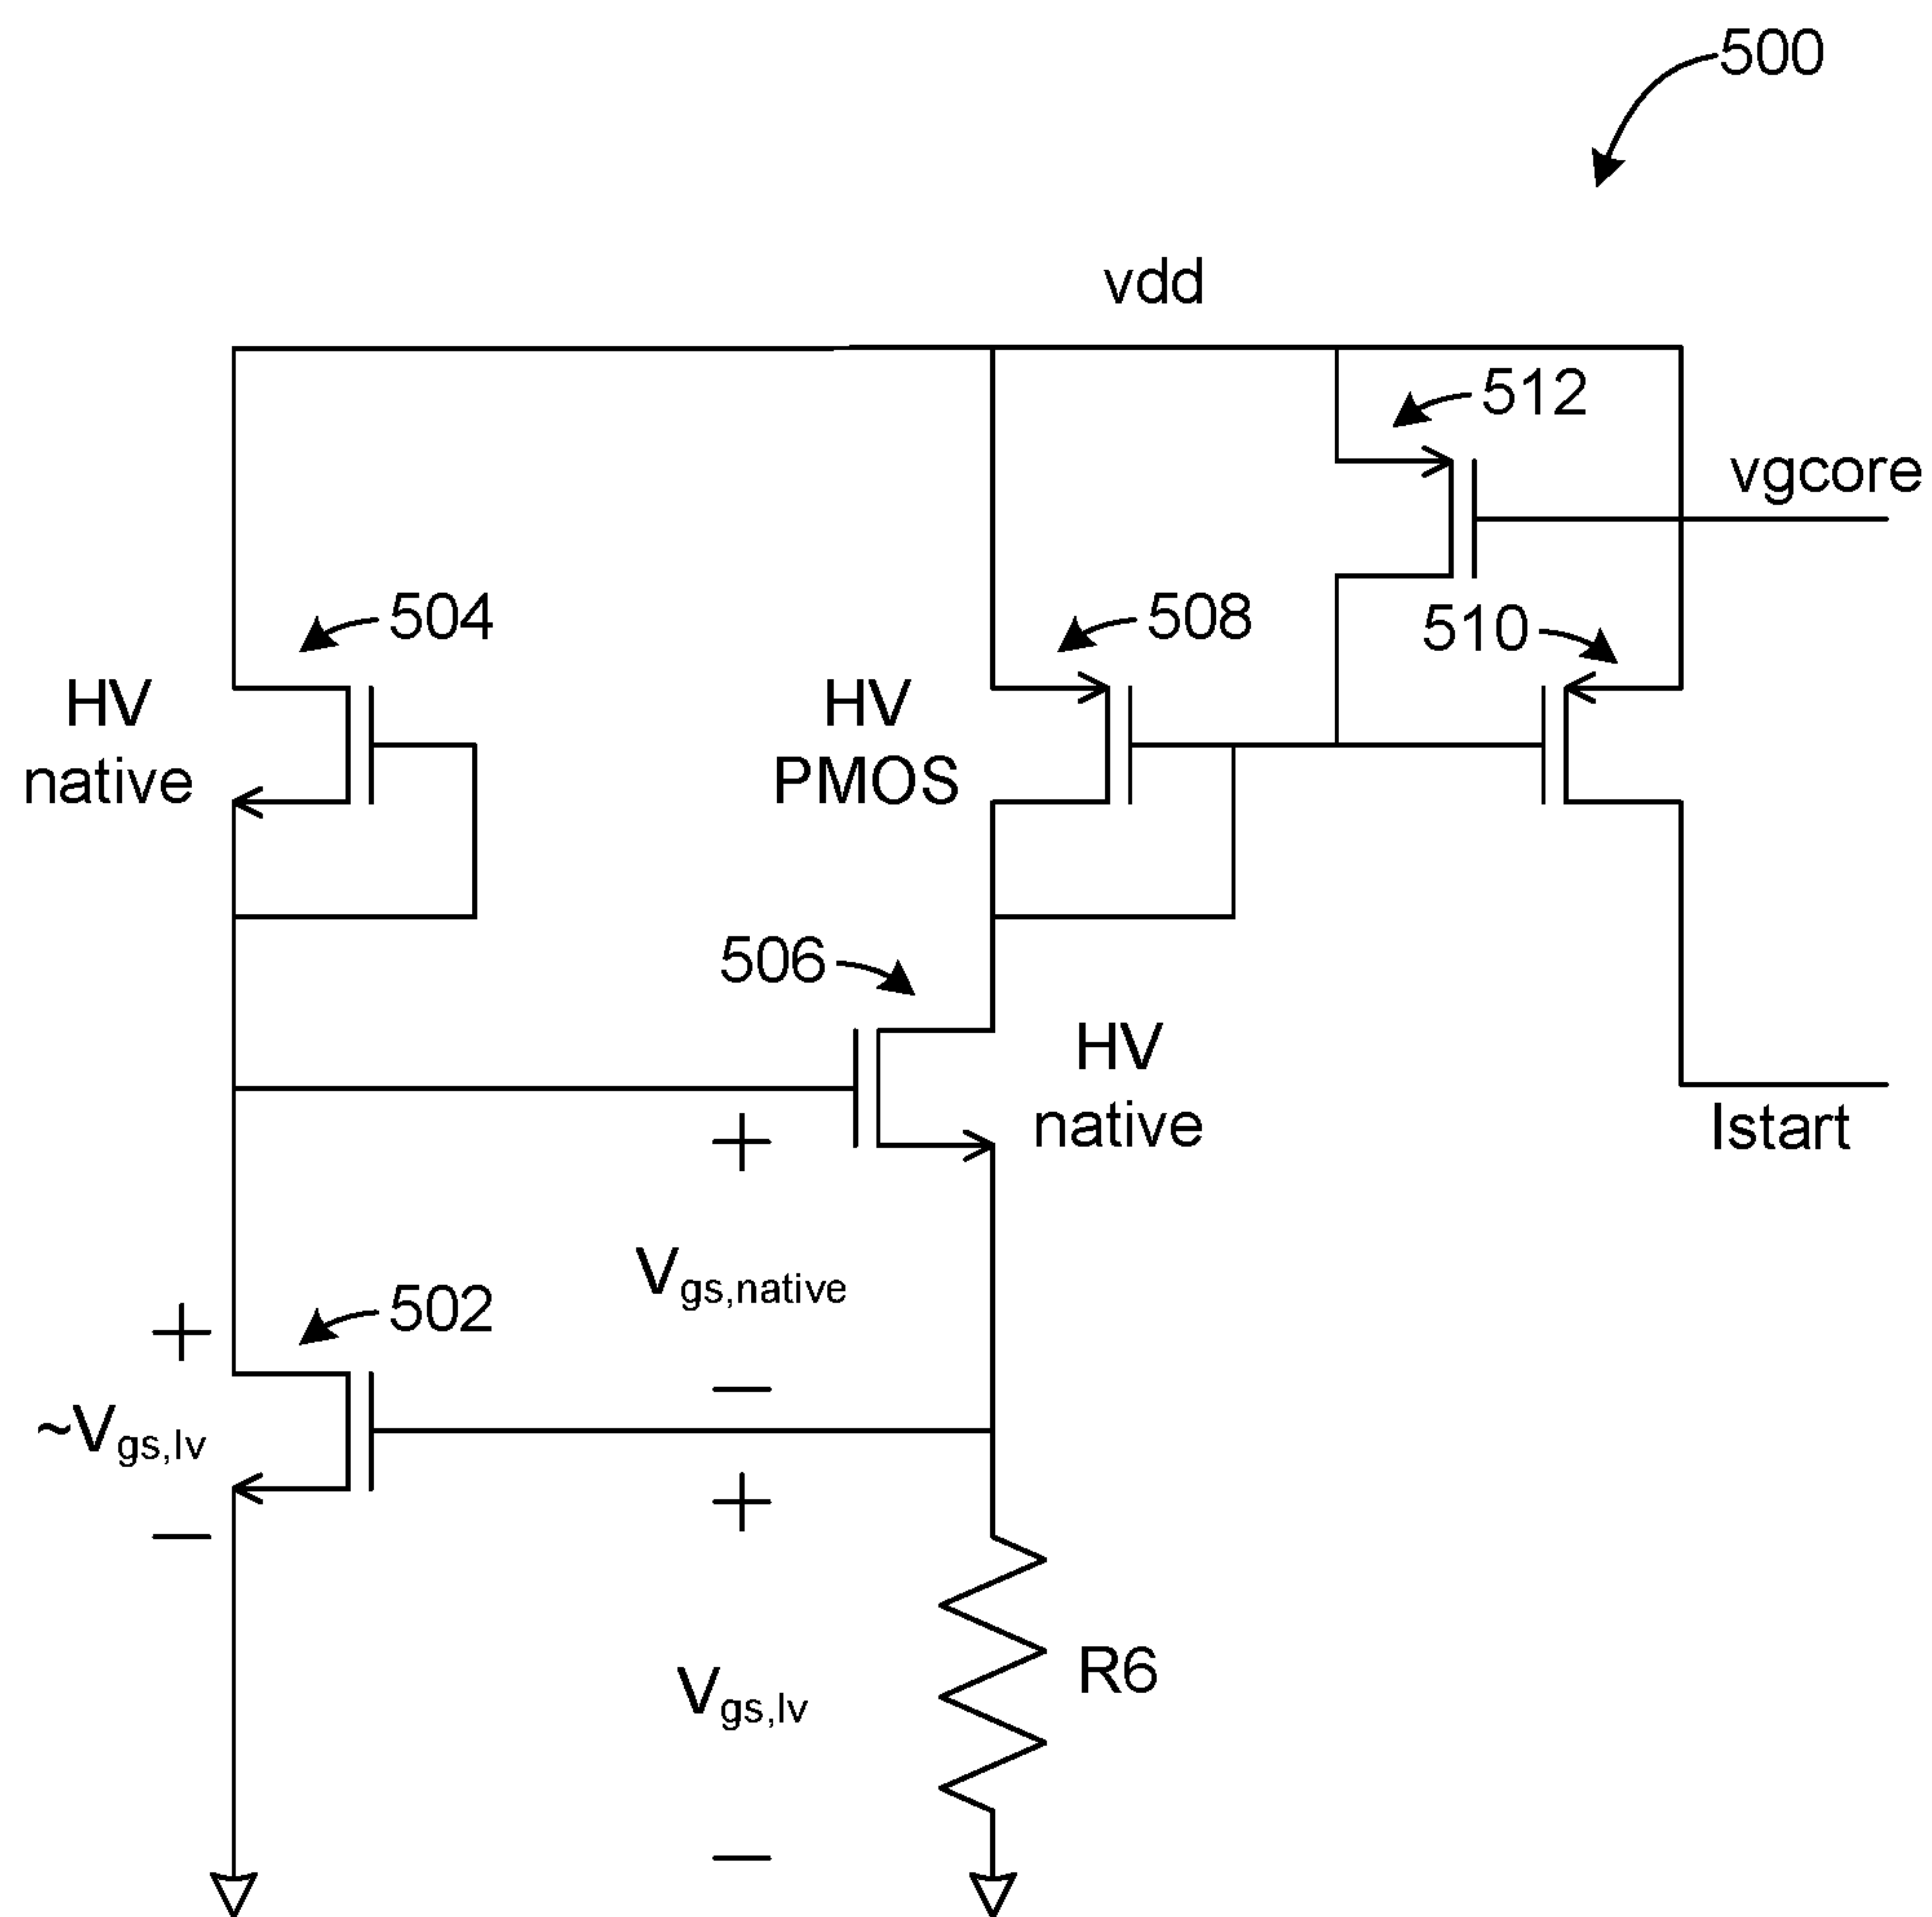 500
vdd
512
vgcore
504
508
510
HV
native
HV
PMOS
506
HV
native
Istart
Vgs,native
502
~Vgs,lv
Vgs,lv
R6